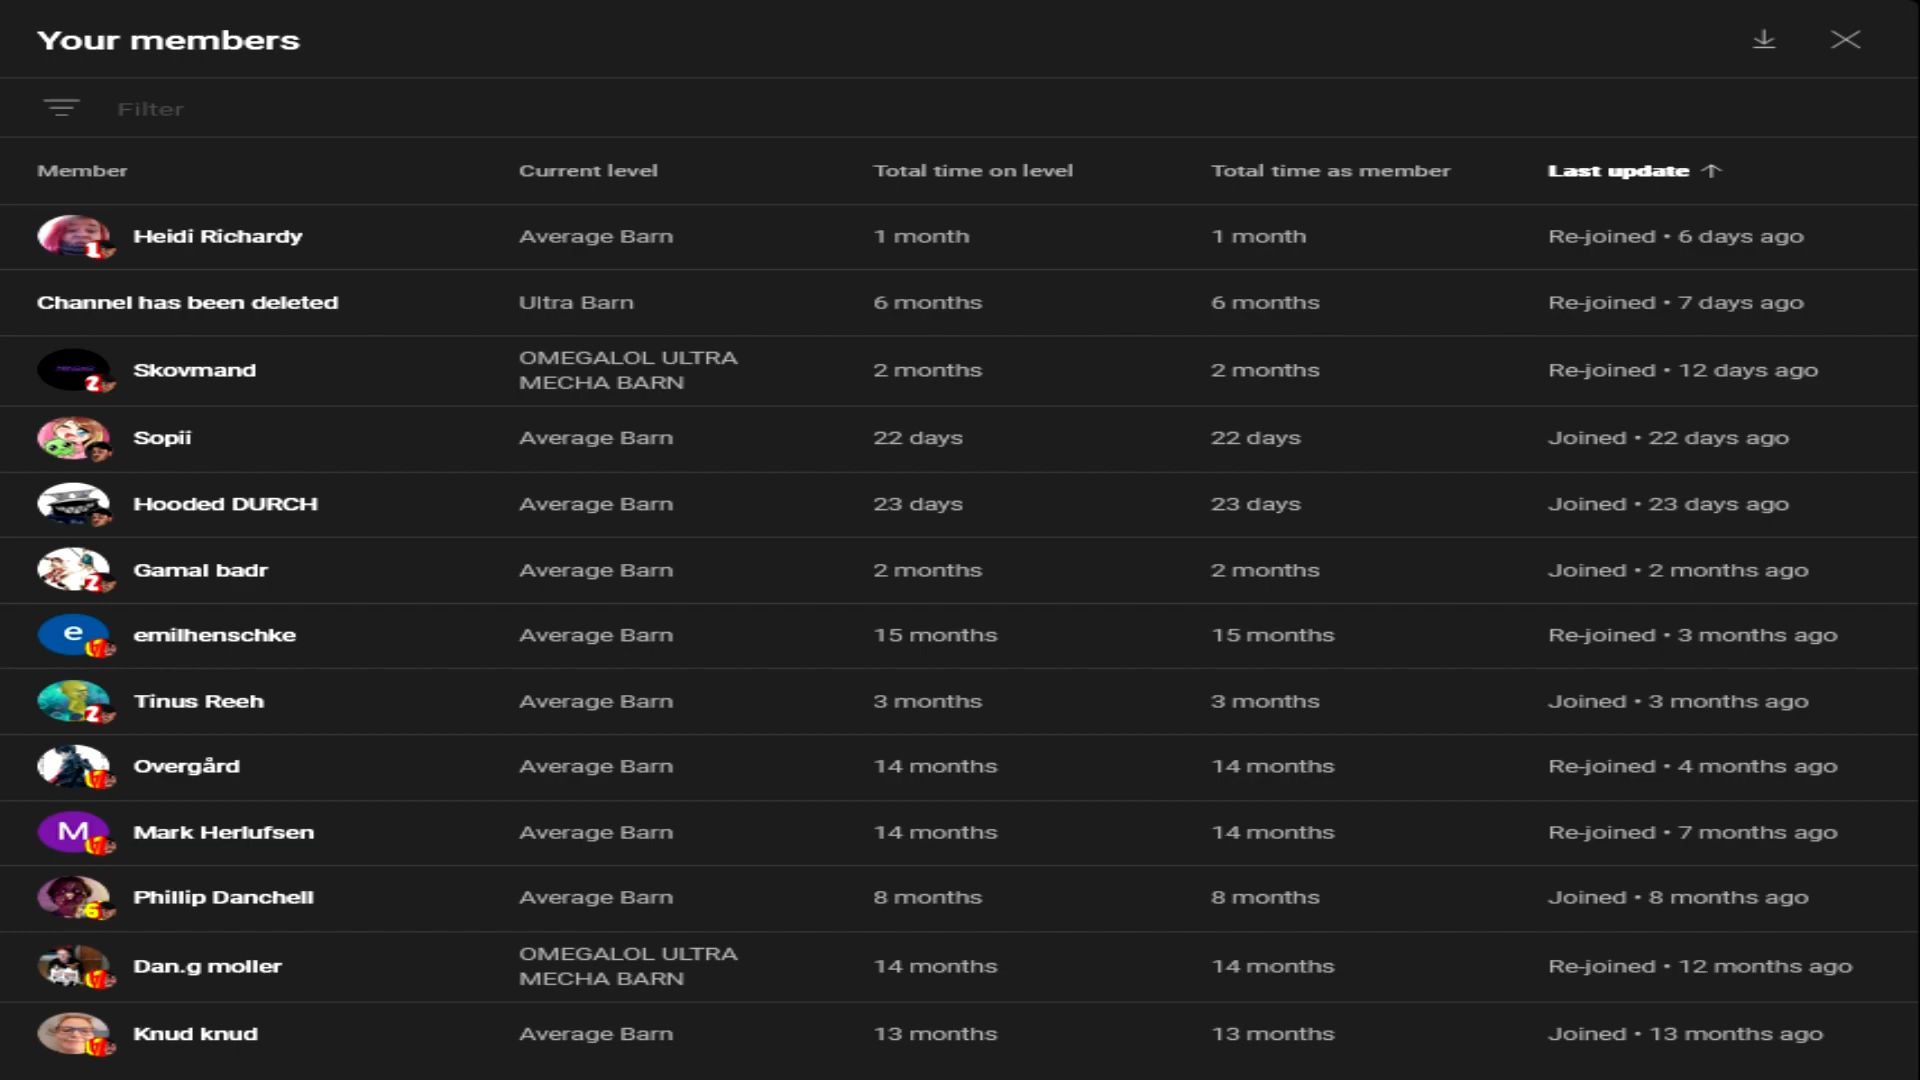 Your members
Filter
Member Current level Total time on level Total time as member Last update
Heidi Richardy Average Barn 1 month 1 month Re-joined • 6 days ago
Channel has been deleted Ultra Barn 6 months 6 months Re-joined • 7 days ago
Skovmand OMEGALOL ULTRA MECHA BARN 2 months 2 months Re-joined • 12 days ago
Sopii Average Barn 22 days 22 days Joined • 22 days ago
Hooded DURCH Average Barn 23 days 23 days Joined • 23 days ago
Gamal badr Average Barn 2 months 2 months Joined • 2 months ago
emilhenschke Average Barn 15 months 15 months Re-joined • 3 months ago
Tinus Reeh Average Barn 3 months 3 months Joined • 3 months ago
Overgård Average Barn 14 months 14 months Re-joined • 4 months ago
Mark Herlufsen Average Barn 14 months 14 months Re-joined • 7 months ago
Phillip Danchell Average Barn 8 months 8 months Joined • 8 months ago
Dan.g moller OMEGALOL ULTRA MECHA BARN 14 months 14 months Re-joined • 12 months ago
Knud knud Average Barn 13 months 13 months Joined • 13 months ago